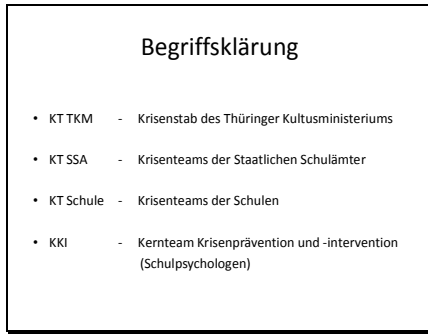 Begriffsklärung
• KT TKM - Krisenstab des Thüringer Kultusministeriums
• KT SSA - Krisenteams der Staatlichen Schulämter
• KT Schule - Krisenteams der Schulen
• KKI - Kernteam Krisenprävention und -intervention
(Schulpsychologen)